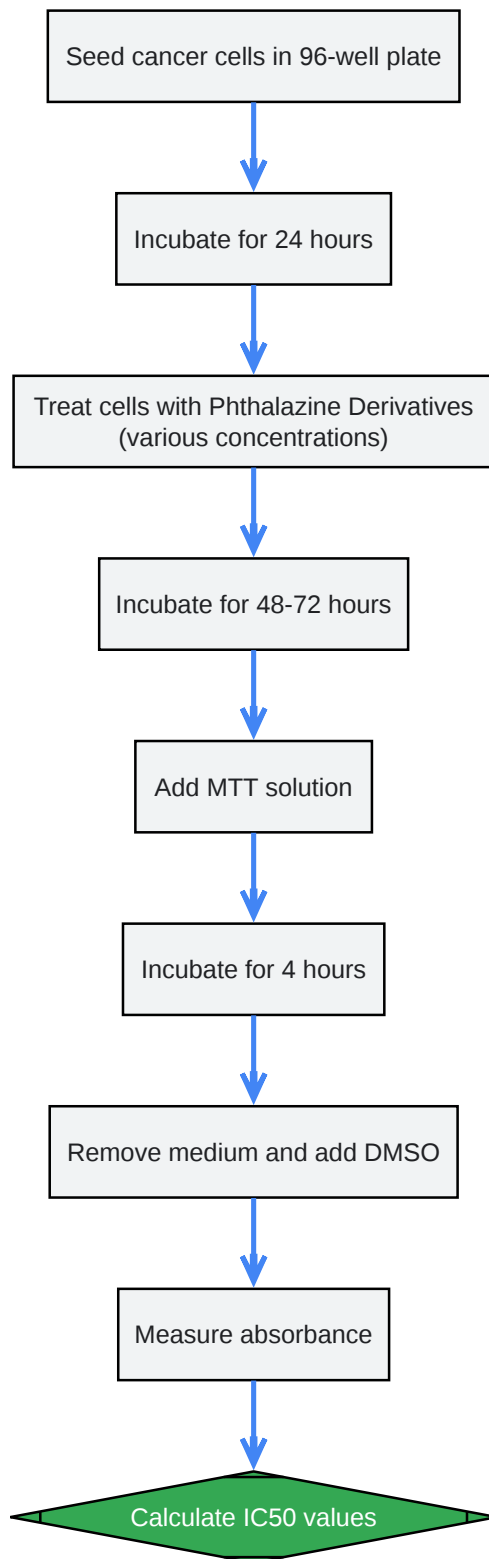 Seed cancer cells in 96-well plate
Incubate for 24 hours
Treat cells with Phthalazine Derivatives
(various concentrations)
Incubate for 48-72 hours
Add MTT solution
Incubate for 4 hours
Remove medium and add DMSO
Measure absorbance
Calculate IC50 values